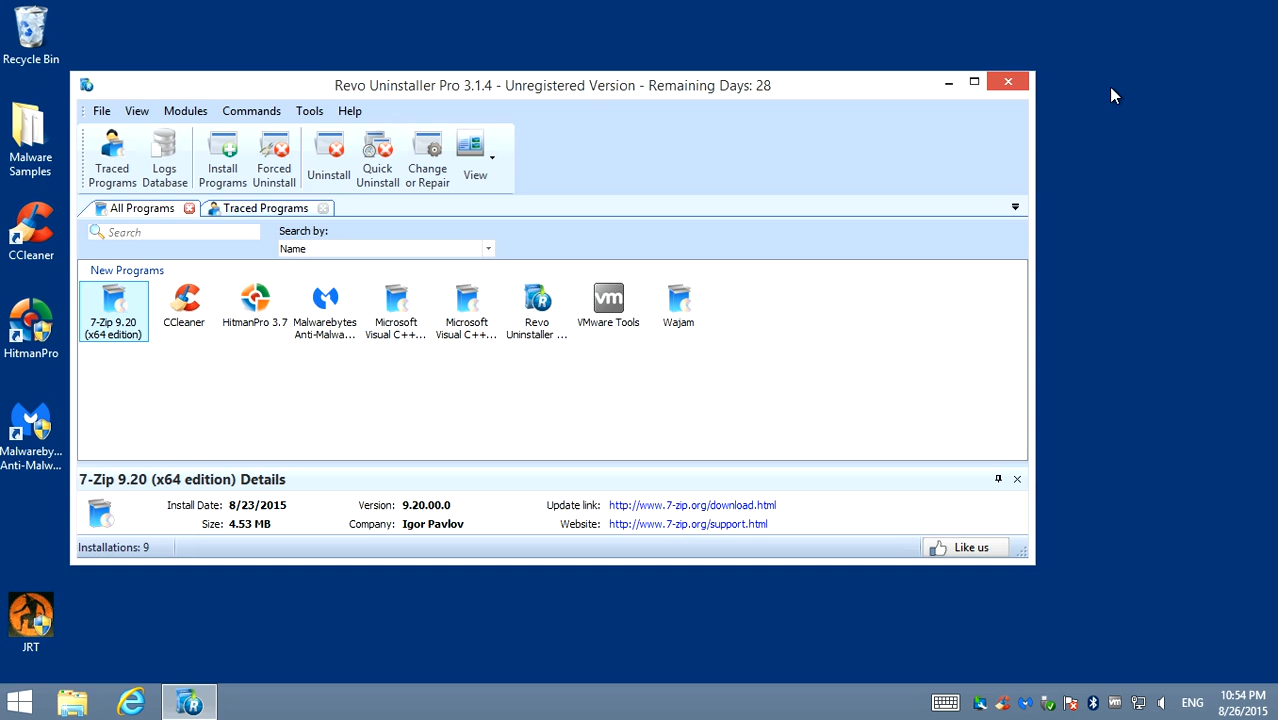 Recycle Bin
Malware
Samples
CCleaner
HitmanPro
Malwareby...
Anti-Malw...
JRT
Revo Uninstaller Pro 3.1.4 - Unregistered Version - Remaining Days: 28
File View Modules Commands Tools Help
Traced
Programs
Logs
Database
Install
Programs
Forced
Uninstall
Uninstall
Quick
Uninstall
Change
or Repair
View
All Programs
Traced Programs
Search
Search by:
Name
New Programs
7-Zip 9.20
(x64 edition)
CCleaner
HitmanPro 3.7
Malwarebytes
Anti-Malwa...
Microsoft
Visual C++...
Microsoft
Visual C++...
Revo
Uninstaller ...
vm
VMware Tools
Wajam
7-Zip 9.20 (x64 edition) Details
Install Date: 8/23/2015
Version: 9.20.00.0
Update link: http://www.7-zip.org/download.html
Size: 4.53 MB
Company: Igor Pavlov
Website: http://www.7-zip.org/support.html
Installations: 9
Like us
ENG
10:54 PM
8/26/2015